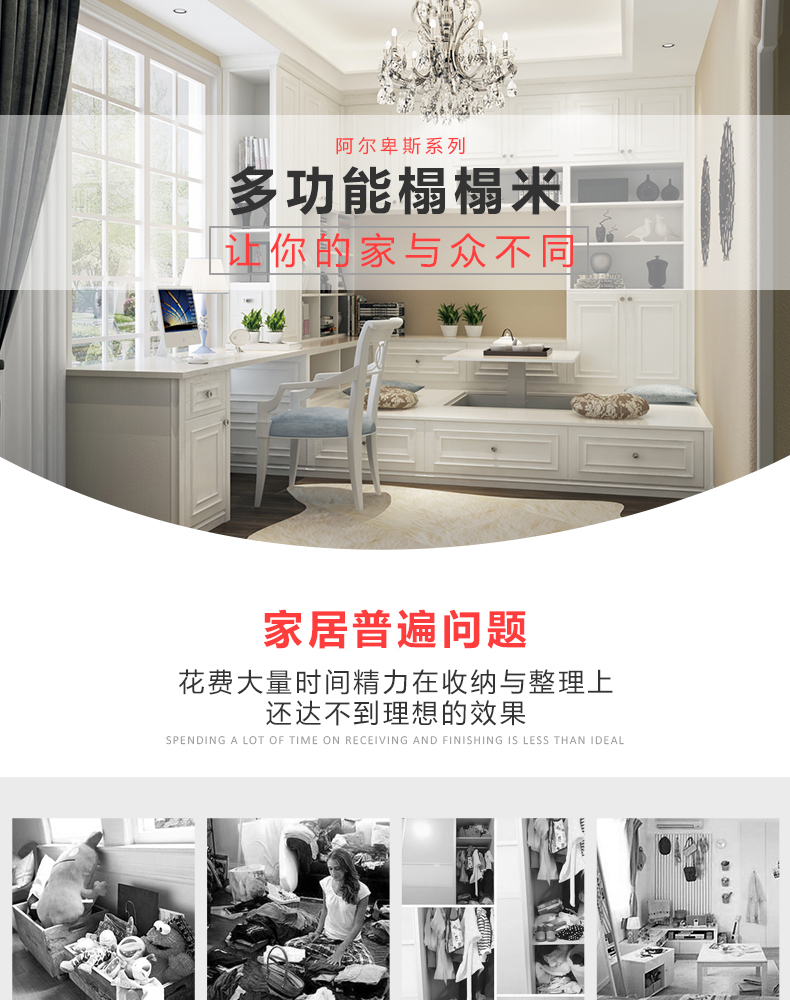 阿尔卑斯系列
多功能榻榻米
让你的家与众不同
家居普遍问题
花费大量时间精力在收纳与整理上
还达不到理想的效果
SPENDING A LOT OF TIME ON RECEIVING AND FINISHING IS LESS THAN IDEAL